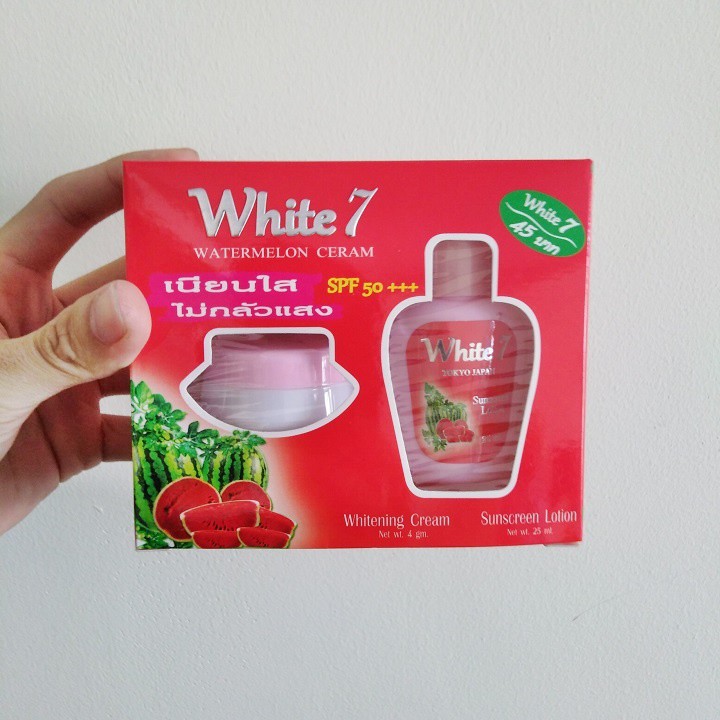 White 7
WATERMELON CERAM
White 7
45 บาท
เนียนใส
ไม่กลัวแสง
SPF 50 +++
White 7
TOKYO JAPAN
Whitening Cream
Net wt. 4 gm.
Sunscreen Lotion
Net wt. 25 ml.